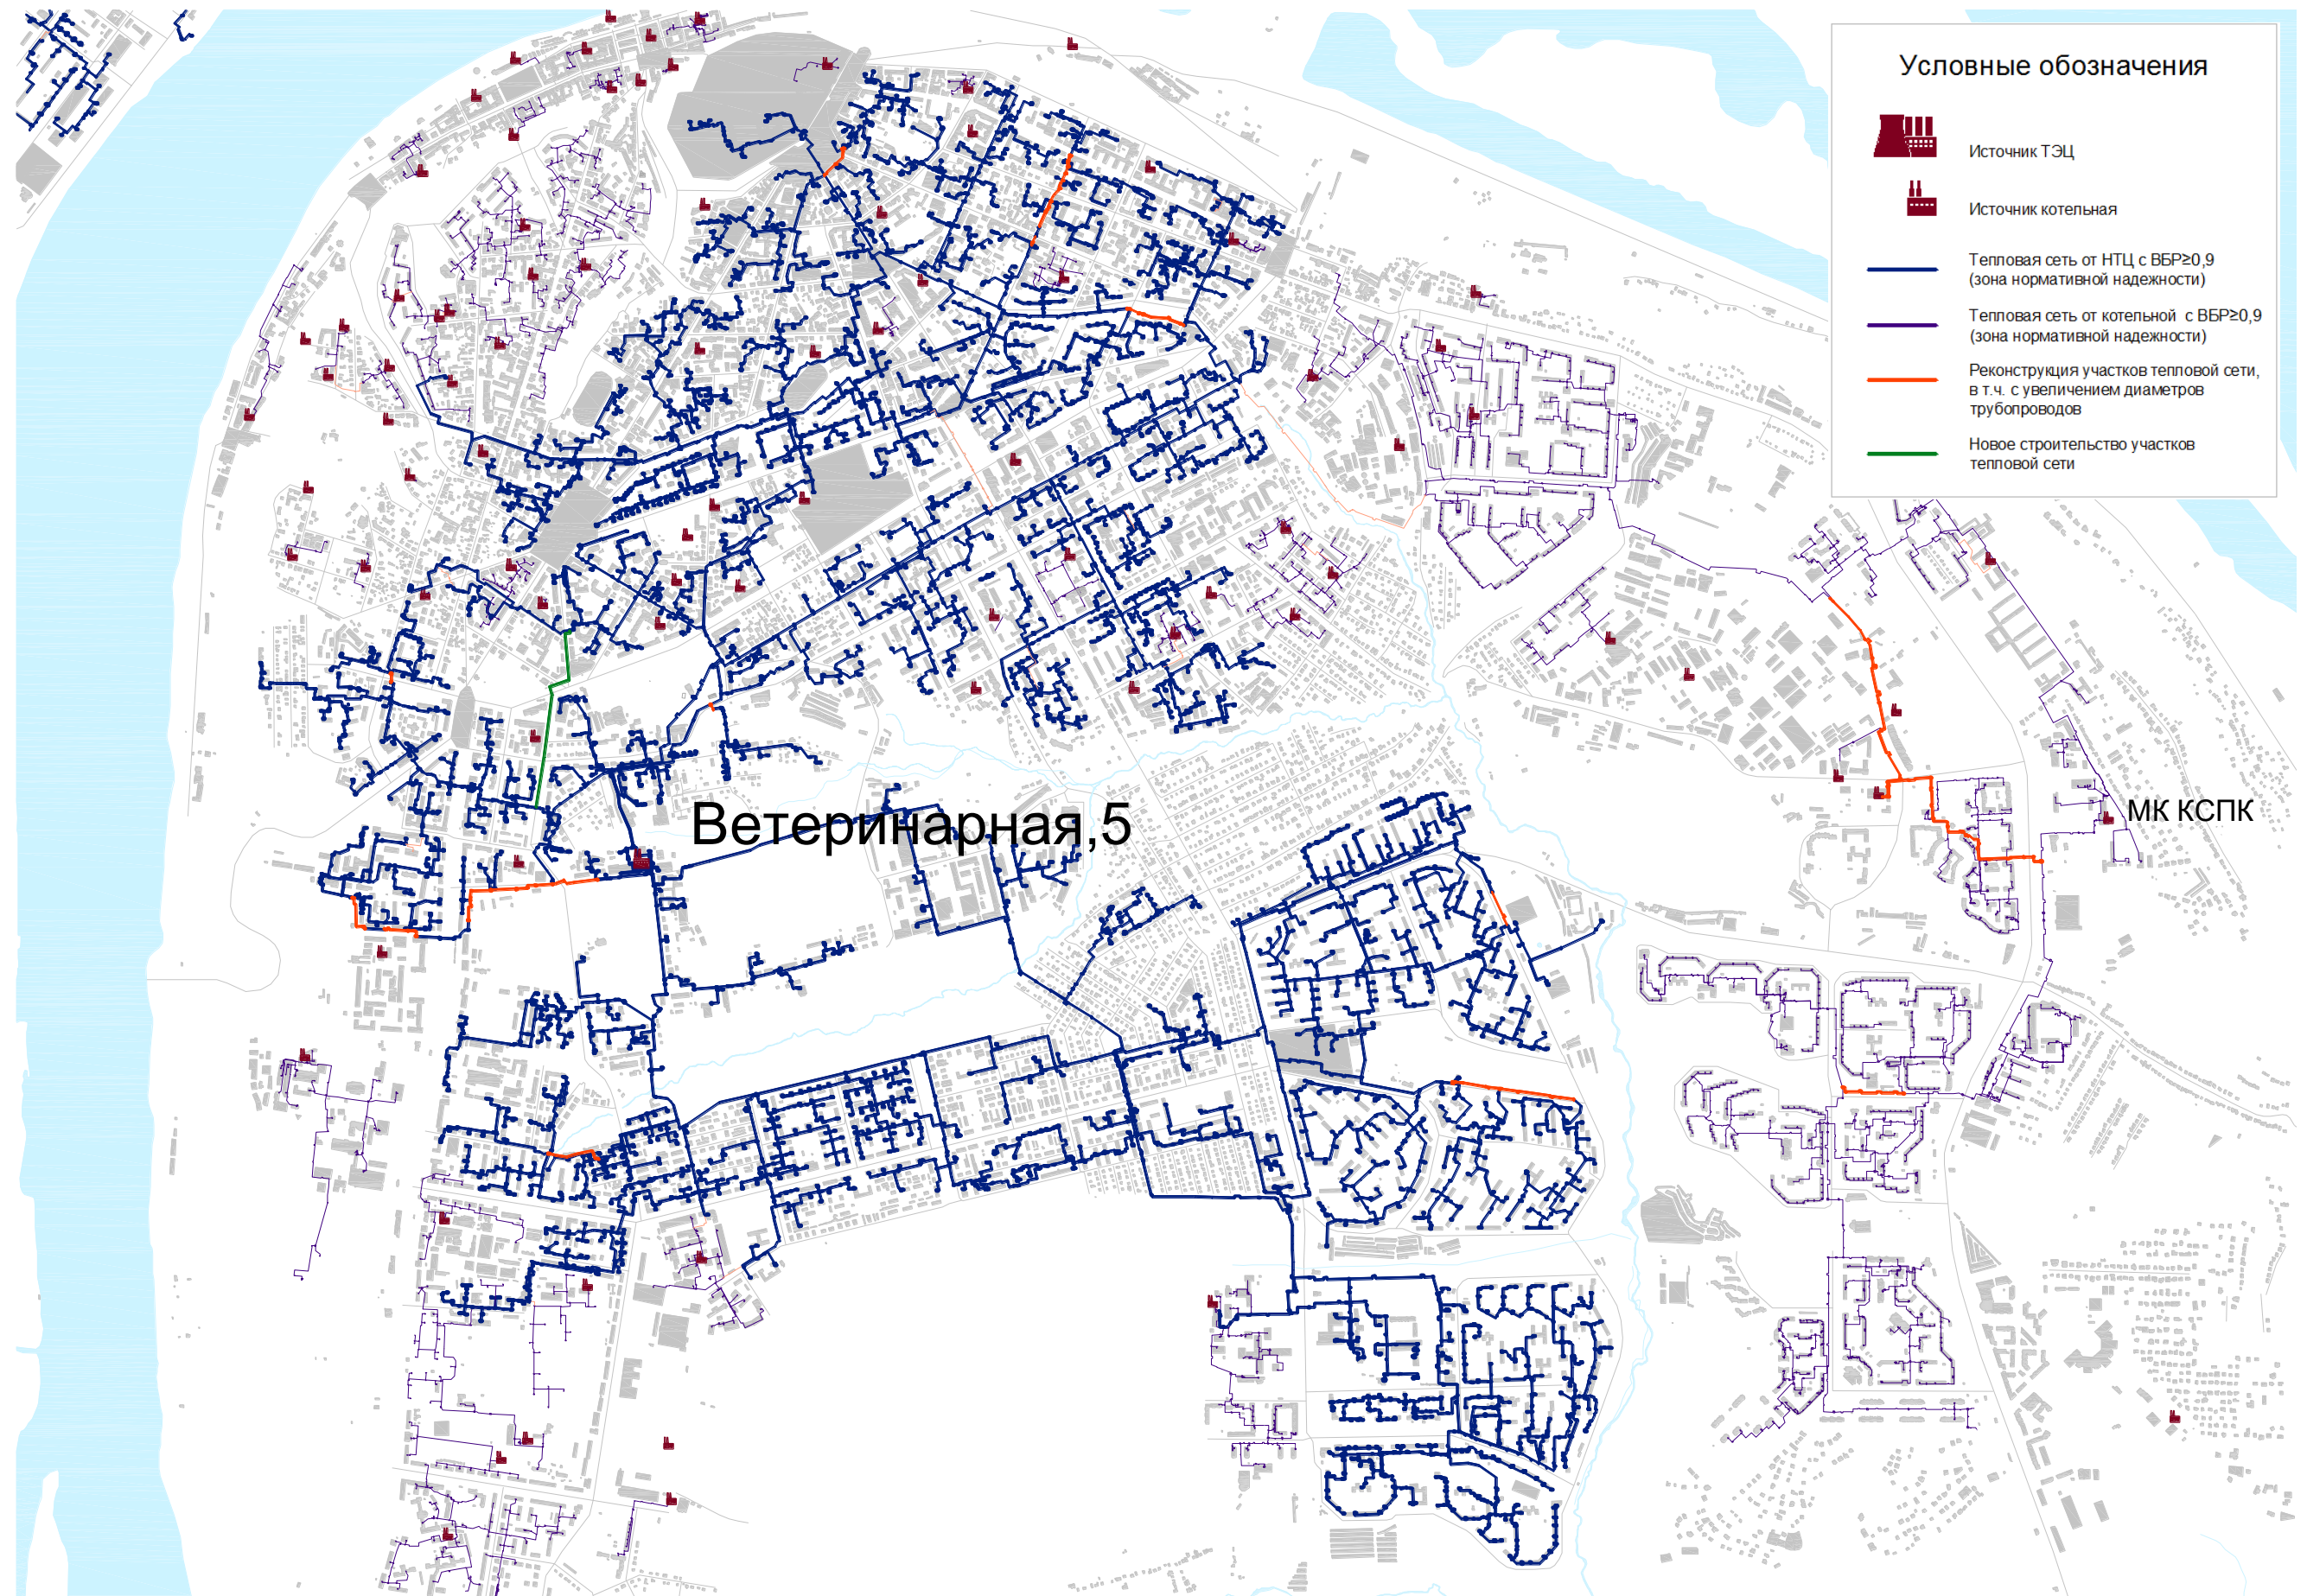 Условные обозначения
Источник ТЭЦ
Источник котельная
Тепловая сеть от НТЦ с ВБР≥0,9
(зона нормативной надежности)
Тепловая сеть от котельной с ВБР≥0,9
(зона нормативной надежности)
Реконструкция участков тепловой сети,
в т.ч. с увеличением диаметров
трубопроводов
Новое строительство участков
тепловой сети
МК КСПК
Ветеринарная,5